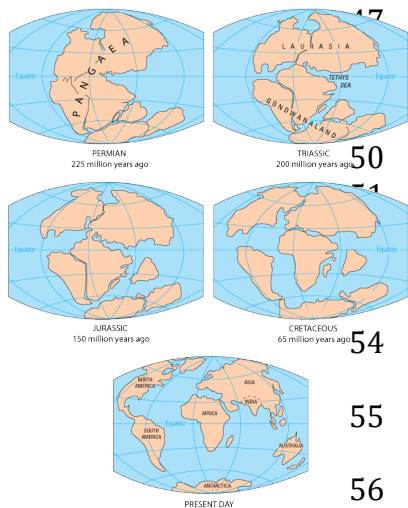 47
PANGAEA
Equator
PERMIAN
225 million years ago
LAURASIA
TETHYS
SEA
Equator
GONDWANALAND
TRIASSIC
200 million years ago
50
51
Equator
JURASSIC
150 million years ago
Equator
CRETACEOUS
65 million years ago
54
NORTH
AMERICA
ASIA
INDIA
AFRICA
Equator
SOUTH
AMERICA
AUSTRALIA
ANTARCTICA
PRESENT DAY
55
56